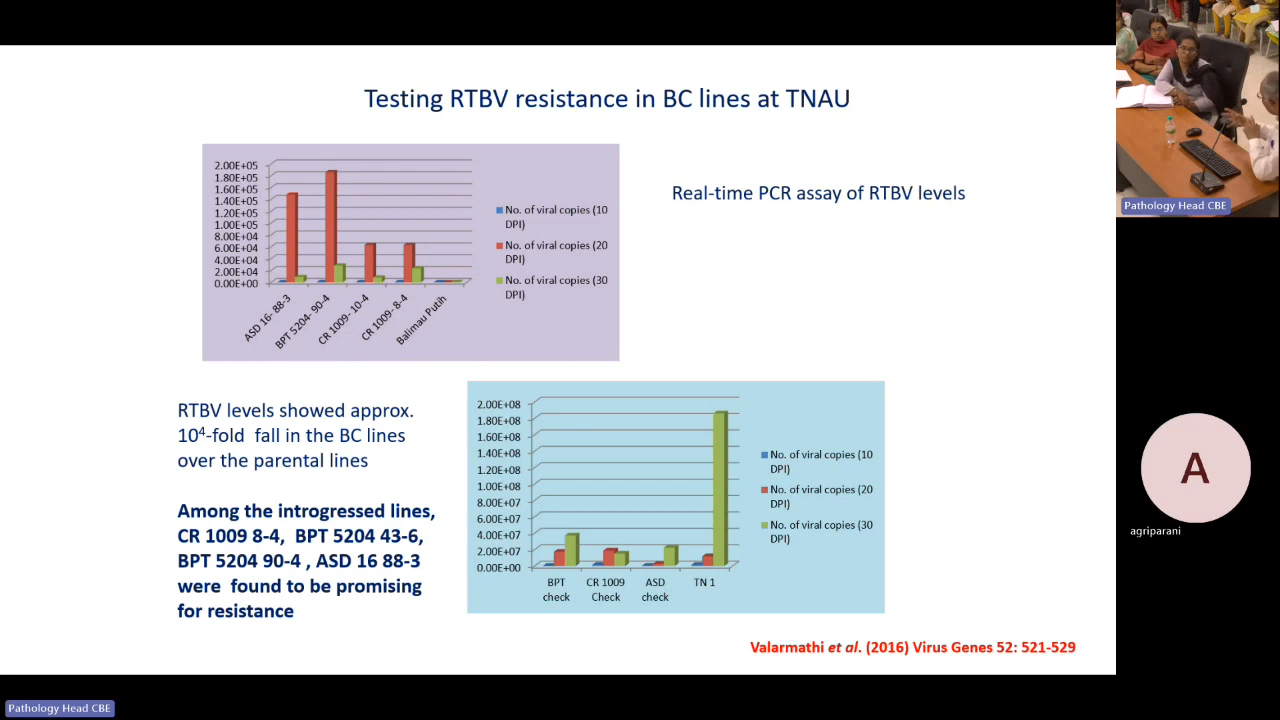 Testing RTBV resistance in BC lines at TNAU
Real-time PCR assay of RTBV levels
2.00E+05
1.80E+05
1.60E+05
1.40E+05
1.20E+05
1.00E+05
8.00E+04
6.00E+04
4.00E+04
2.00E+04
0.00E+00
ASD 16- 88-3
BPT 5204- 90-4
CR 1009- 10-4
CR 1009- 8-4
Balimau Putih
No. of viral copies (10
DPI)
No. of viral copies (20
DPI)
No. of viral copies (30
DPI)
RTBV levels showed approx.
10⁴-fold fall in the BC lines
over the parental lines
Among the introgressed lines,
CR 1009 8-4, BPT 5204 43-6,
BPT 5204 90-4 , ASD 16 88-3
were found to be promising
for resistance
2.00E+08
1.80E+08
1.60E+08
1.40E+08
1.20E+08
1.00E+08
8.00E+07
6.00E+07
4.00E+07
2.00E+07
0.00E+00
BPT
check
CR 1009
Check
ASD
check
TN 1
No. of viral copies (10
DPI)
No. of viral copies (20
DPI)
No. of viral copies (30
DPI)
Valarmathi et al. (2016) Virus Genes 52: 521-529
Pathology Head CBE
A
agriparani
Pathology Head CBE